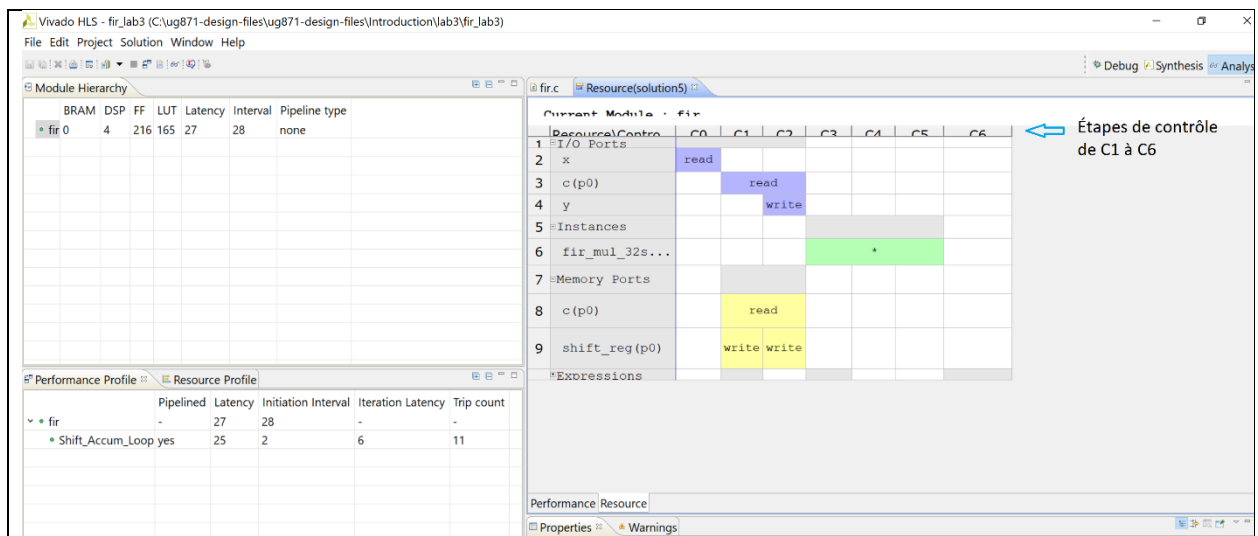 Vivado HLS - fir_lab3 (C:\ug871-design-files\ug871-design-files\Introduction\lab3\fir_lab3)
File Edit Project Solution Window Help
Debug Synthesis Analys
Module Hierarchy
BRAM DSP FF LUT Latency Interval Pipeline type
fir 0 4 216 165 27 28 none
Performance Profile Resource Profile
Pipelined Latency Initiation Interval Iteration Latency Trip count
fir - 27 28 - -
Shift_Accum_Loop yes 25 2 6 11
fir.c Resource(solution5)
Current Module : fir
Resource\Contro C0 C1 C2 C3 C4 C5 C6
1 I/O Ports
2 x read
3 c(p0) read
4 y write
5 Instances
6 fir_mul_32s... *
7 Memory Ports
8 c(p0) read
9 shift_reg(p0) write write
Expressions
Étapes de contrôle
de C1 à C6
Performance Resource
Properties Warnings